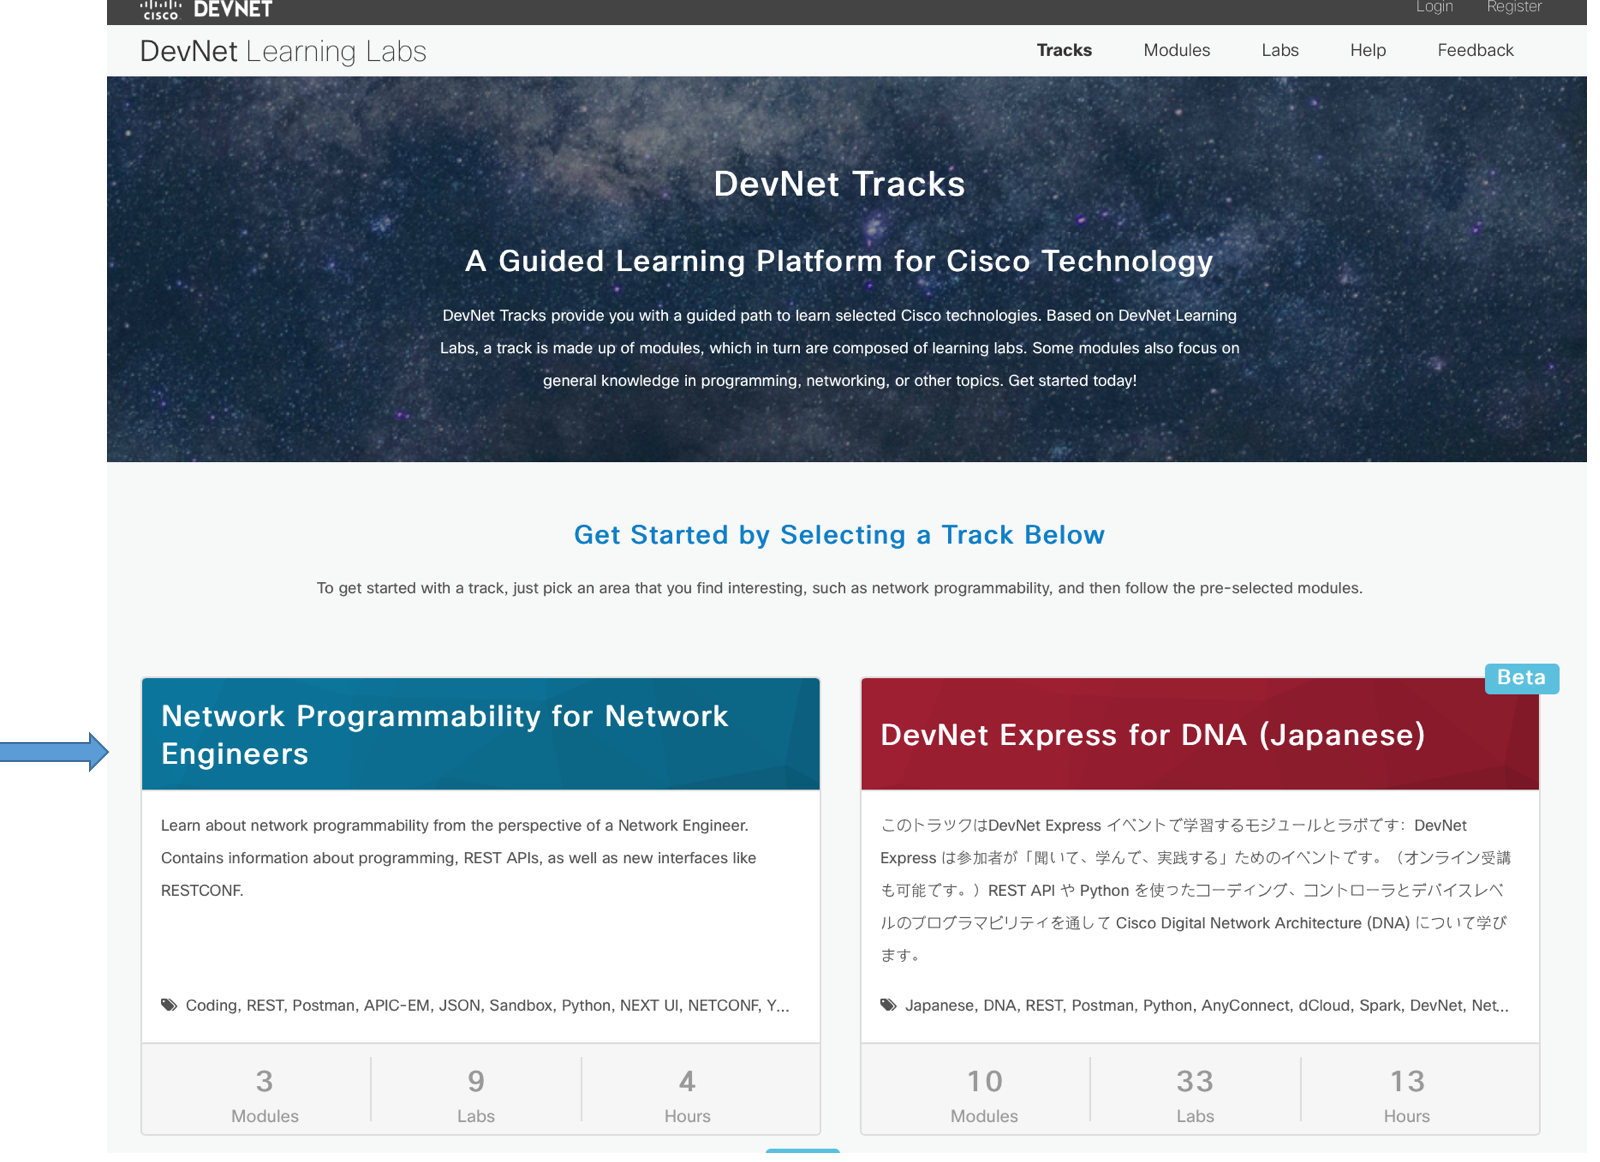 CISCO DEVNET
Login Register
DevNet Learning Labs
Tracks Modules Labs Help Feedback
DevNet Tracks
A Guided Learning Platform for Cisco Technology
DevNet Tracks provide you with a guided path to learn selected Cisco technologies. Based on DevNet Learning
Labs, a track is made up of modules, which in turn are composed of learning labs. Some modules also focus on
general knowledge in programming, networking, or other topics. Get started today!
Get Started by Selecting a Track Below
To get started with a track, just pick an area that you find interesting, such as network programmability, and then follow the pre-selected modules.
Network Programmability for Network
Engineers
Learn about network programmability from the perspective of a Network Engineer.
Contains information about programming, REST APIs, as well as new interfaces like
RESTCONF.
Coding, REST, Postman, APIC-EM, JSON, Sandbox, Python, NEXT UI, NETCONF, Y...
3 9 4
Modules Labs Hours
Beta
DevNet Express for DNA (Japanese)
このトラックはDevNet Express イベントで学習するモジュールとラボです：DevNet
Express は参加者が「聞いて、学んで、実践する」ためのイベントです。（オンライン受講
も可能です。）REST API や Python を使ったコーディング、コントローラとデバイスレベ
ルのプログラマビリティを通して Cisco Digital Network Architecture (DNA) について学び
ます。
Japanese, DNA, REST, Postman, Python, AnyConnect, dCloud, Spark, DevNet, Net...
10 33 13
Modules Labs Hours